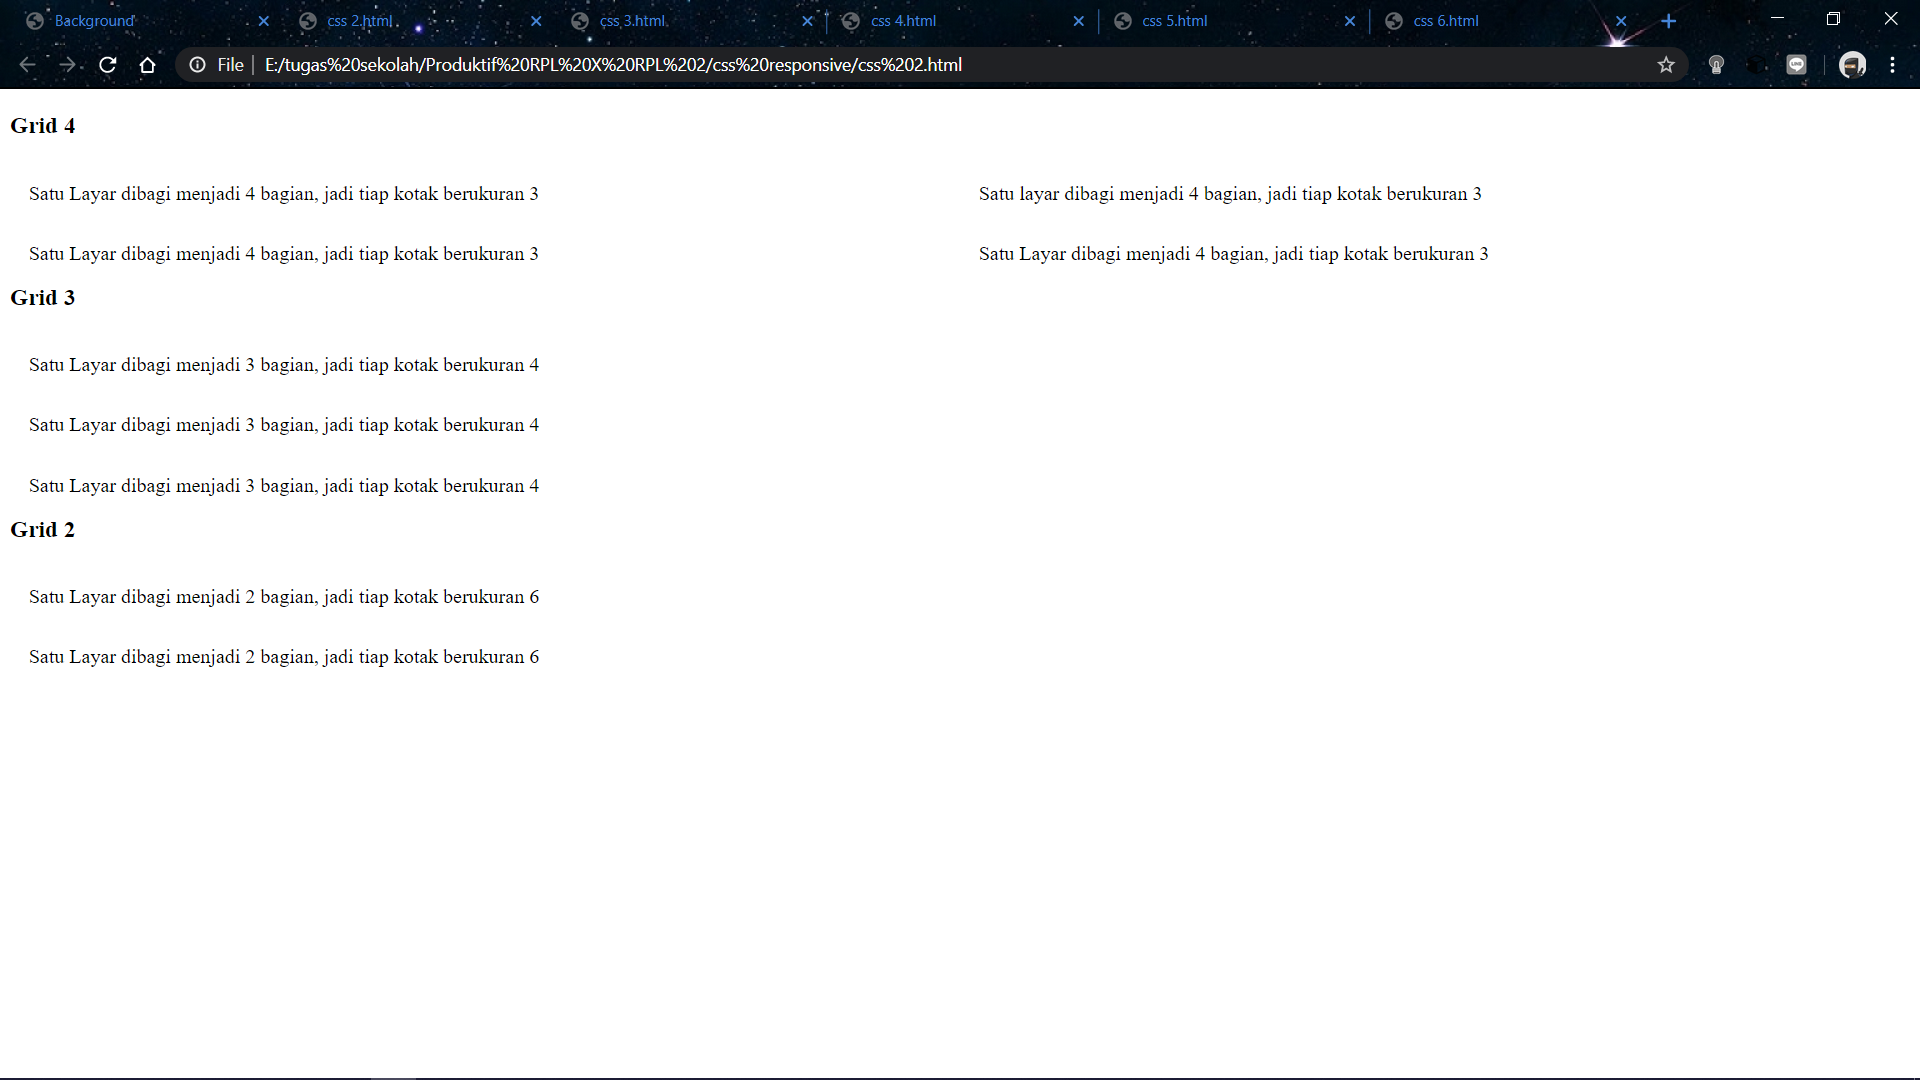 Background
css 2.html
css 3.html
css 4.html
css 5.html
css 6.html
File
E:/tugas%20sekolah/Produktif%20RPL%20X%20RPL%202/css%20responsive/css%202.html
LINE
Grid 4
Satu Layar dibagi menjadi 4 bagian, jadi tiap kotak berukuran 3
Satu layar dibagi menjadi 4 bagian, jadi tiap kotak berukuran 3
Satu Layar dibagi menjadi 4 bagian, jadi tiap kotak berukuran 3
Satu Layar dibagi menjadi 4 bagian, jadi tiap kotak berukuran 3
Grid 3
Satu Layar dibagi menjadi 3 bagian, jadi tiap kotak berukuran 4
Satu Layar dibagi menjadi 3 bagian, jadi tiap kotak berukuran 4
Satu Layar dibagi menjadi 3 bagian, jadi tiap kotak berukuran 4
Grid 2
Satu Layar dibagi menjadi 2 bagian, jadi tiap kotak berukuran 6
Satu Layar dibagi menjadi 2 bagian, jadi tiap kotak berukuran 6